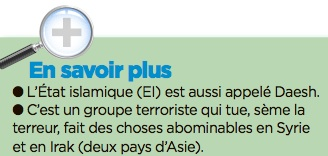 En savoir plus
● L'État islamique (EI) est aussi appelé Daesh.
● C'est un groupe terroriste qui tue, sème la
terreur, fait des choses abominables en Syrie
et en Irak (deux pays d'Asie).